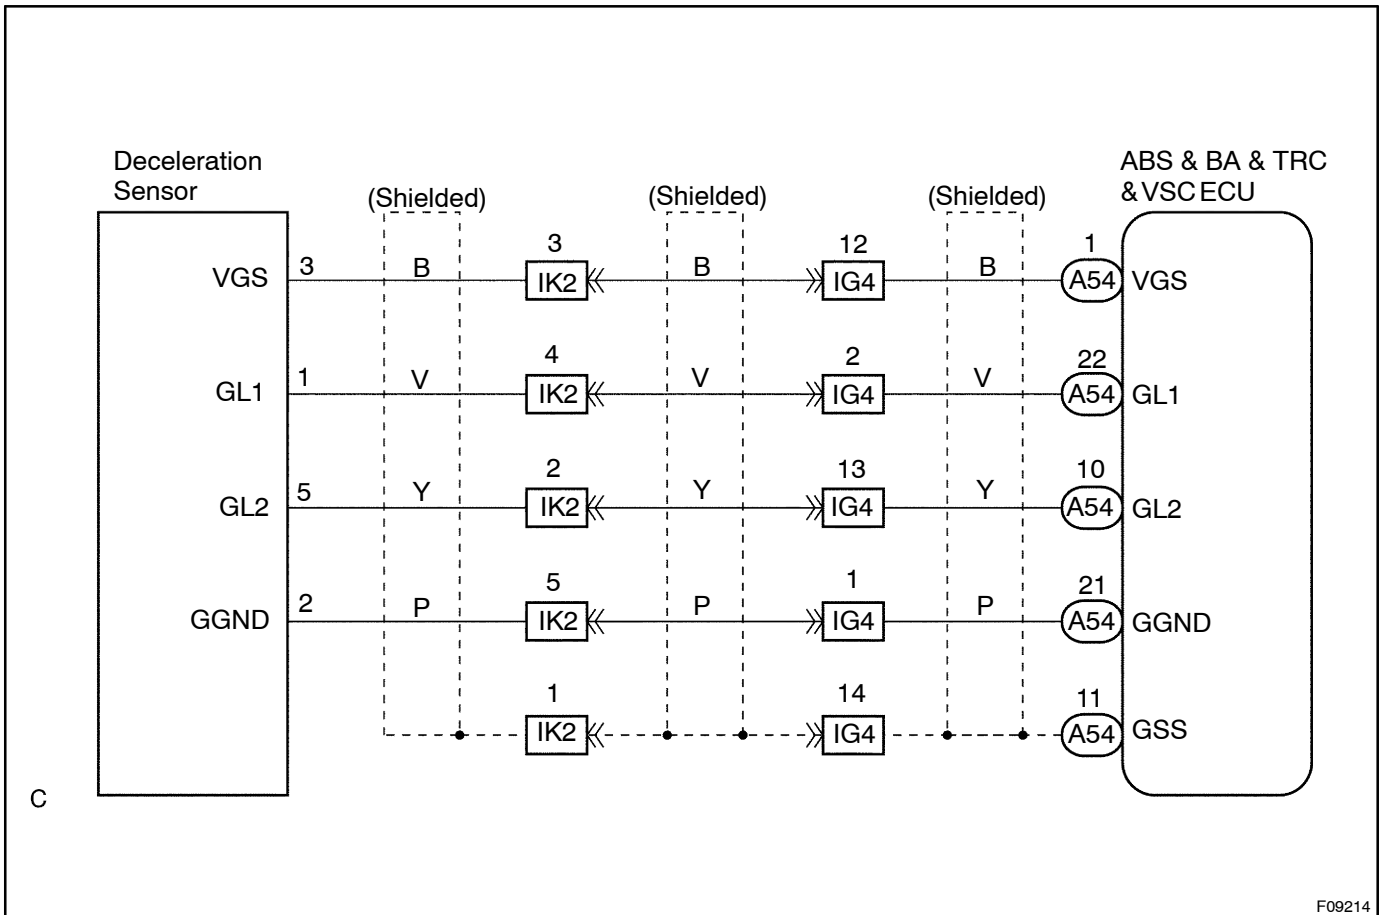 Deceleration
Sensor
ABS & BA & TRC
& VSC ECU
(Shielded)
(Shielded)
(Shielded)
VGS
3
B
3
IK2
B
12
IG4
B
1
A54
VGS
GL1
1
V
4
IK2
V
2
IG4
V
22
A54
GL1
GL2
5
Y
2
IK2
Y
13
IG4
Y
10
A54
GL2
GGND
2
P
5
IK2
P
1
IG4
P
21
A54
GGND
1
IK2
14
IG4
11
A54
GSS
C
F09214